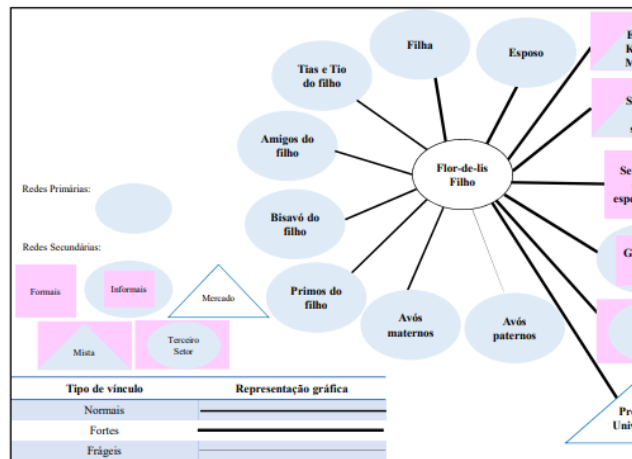 Filha
Esposo
Tias e Tio
do filho
Amigos do
filho
Flor-de-lis
Filho
Redes Primárias:
Bisavó do
filho
Redes Secundárias:
Formais
Informais
Mercado
Primos do
filho
Avós
maternos
Avós
paternos
Mista
Terceiro
Setor
Tipo de vínculo
Representação gráfica
Normais
Fortes
Frágeis